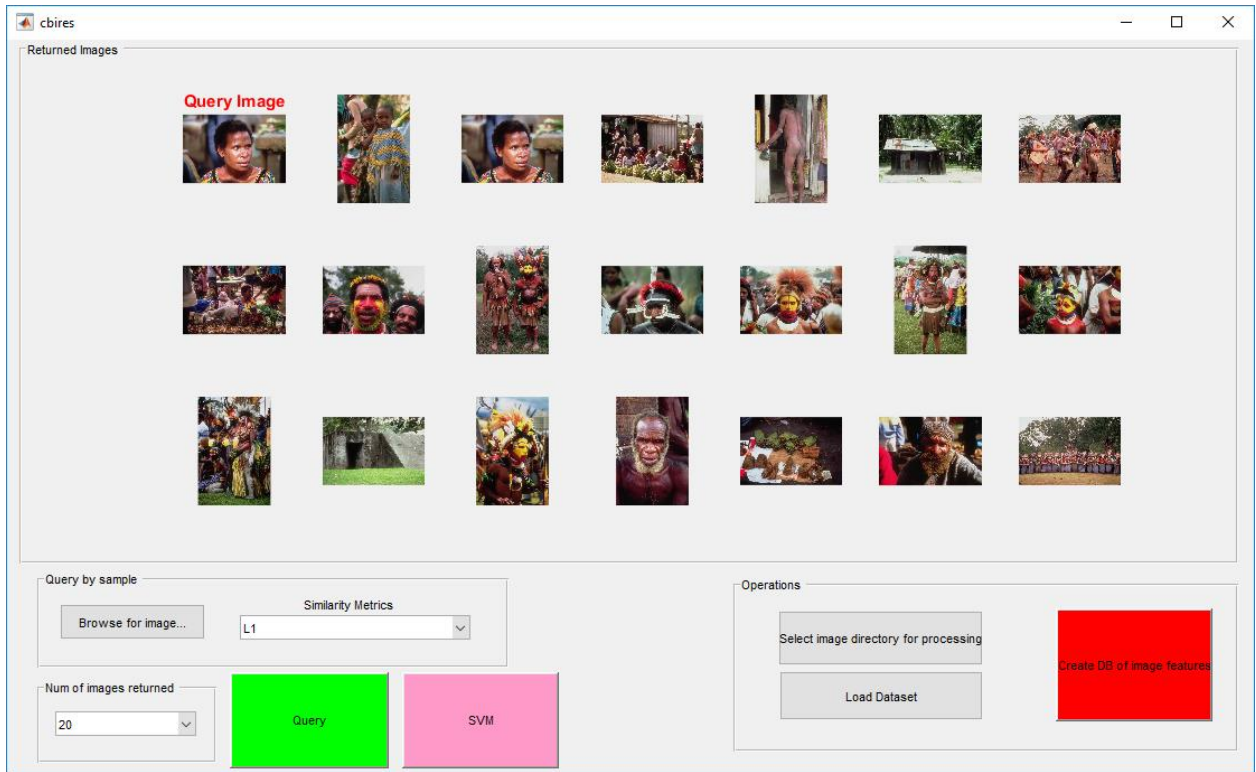 cbires
Returned Images
Query Image
Query by sample
Browse for image...
Similarity Metrics
L1
Num of images returned
20
Query
SVM
Operations
Select image directory for processing
Load Dataset
Create DB of image features